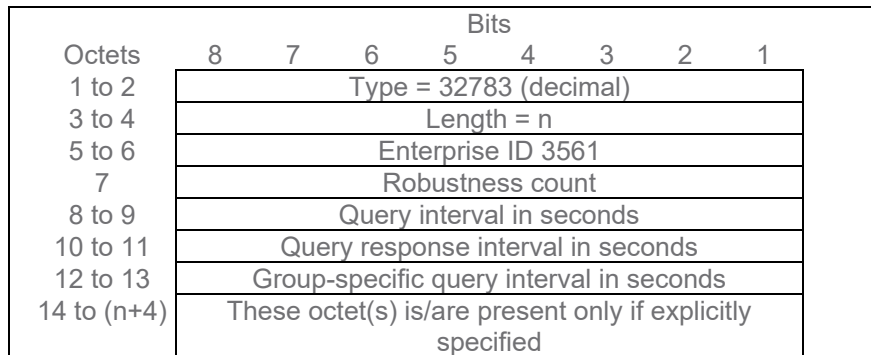 Bits
Octets 8 7 6 5 4 3 2 1
1 to 2 Type = 32783 (decimal)
3 to 4 Length = n
5 to 6 Enterprise ID 3561
7 Robustness count
8 to 9 Query interval in seconds
10 to 11 Query response interval in seconds
12 to 13 Group-specific query interval in seconds
14 to (n+4) These octet(s) is/are present only if explicitly
specified